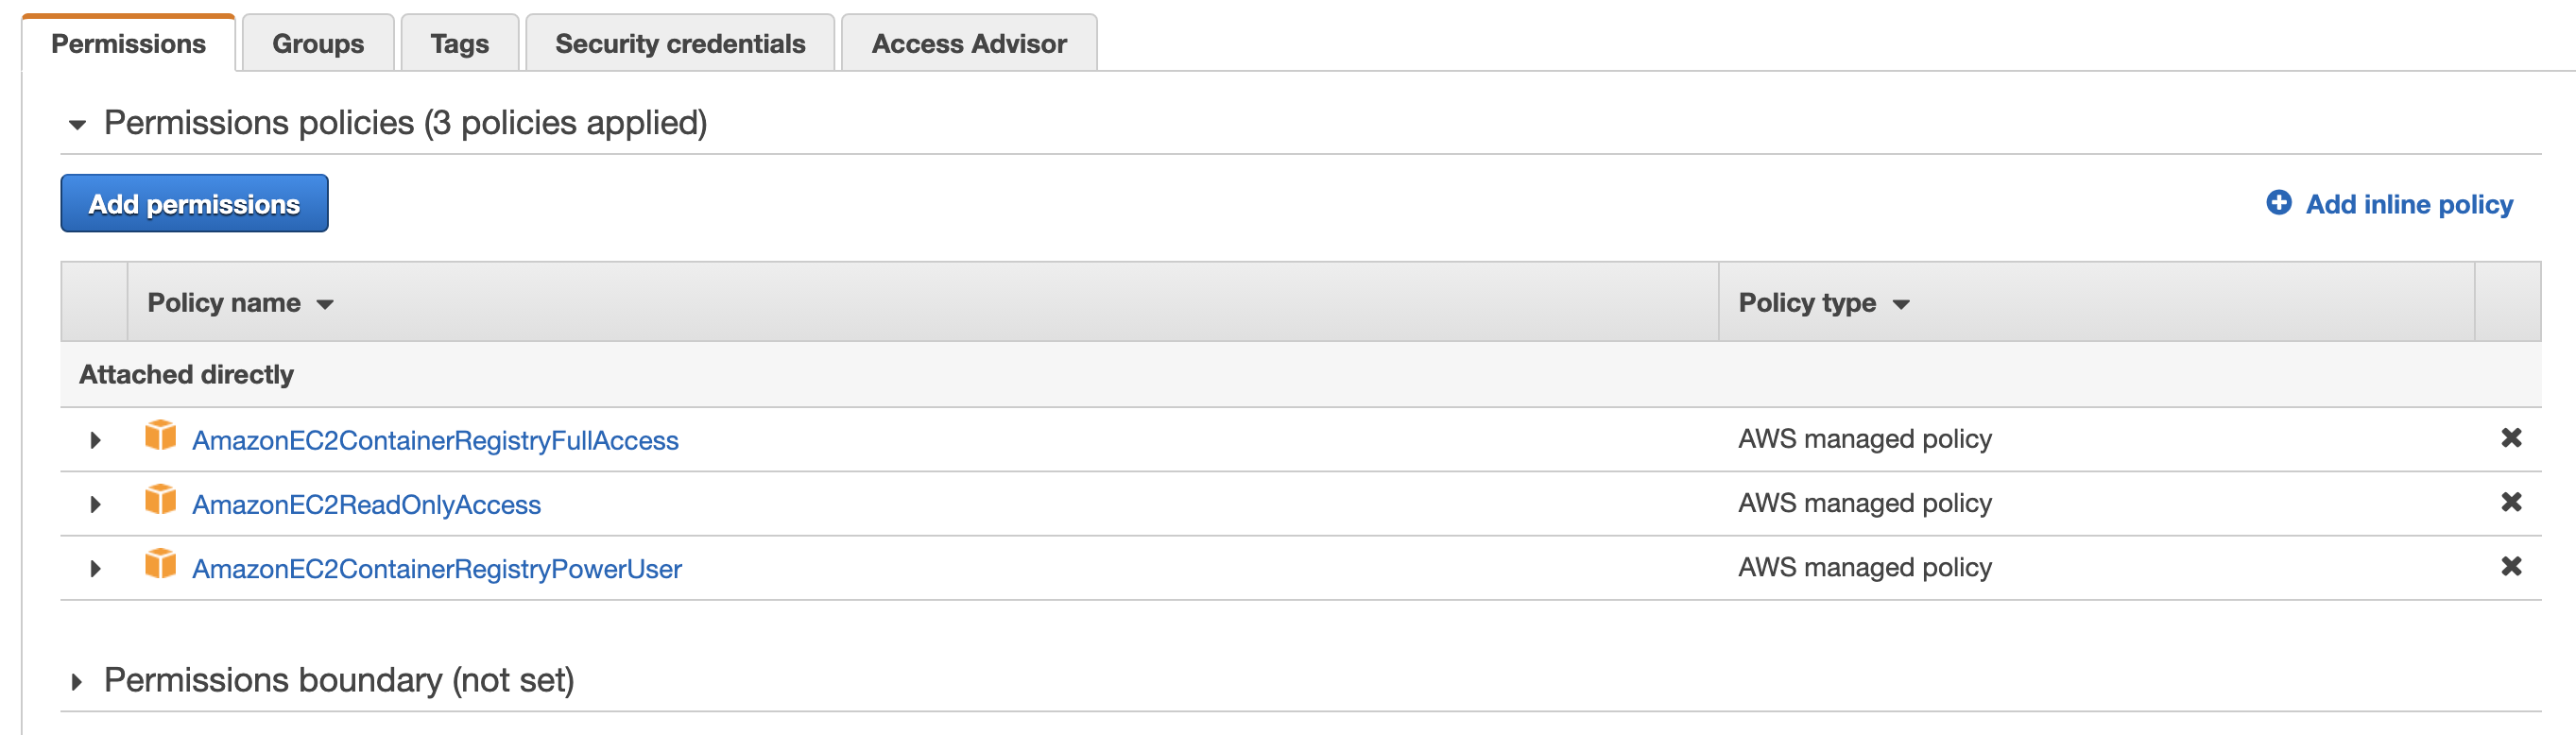 Permissions Groups Tags Security credentials Access Advisor
Permissions policies (3 policies applied)
Add permissions Add inline policy
Policy name Policy type
Attached directly
AmazonEC2ContainerRegistryFullAccess AWS managed policy
AmazonEC2ReadOnlyAccess AWS managed policy
AmazonEC2ContainerRegistryPowerUser AWS managed policy
Permissions boundary (not set)